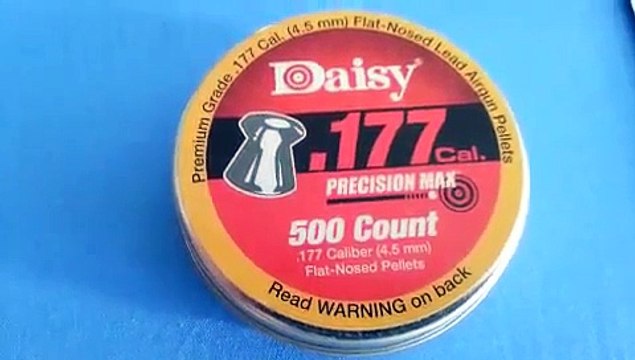 Premium Grade .177 Cal. (4.5 mm) Flat-Nosed Lead Airgun Pellets
Daisy
.177 Cal.
PRECISION MAX
500 Count
.177 Caliber (4.5 mm)
Flat-Nosed Pellets
Read WARNING on back